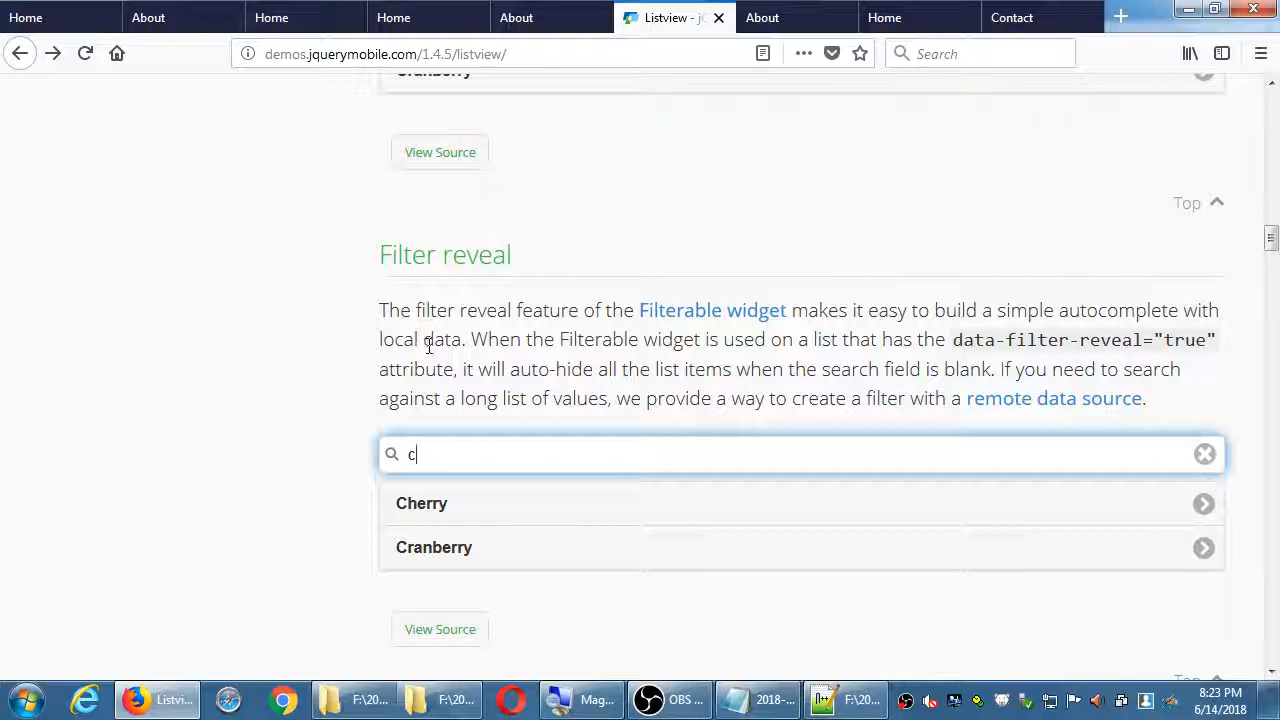 Home About Home Home About Listview - jQ About Home Contact
demos.jquerymobile.com/1.4.5/listview/ Search
Cranberry
View Source
Top
Filter reveal
The filter reveal feature of the Filterable widget makes it easy to build a simple autocomplete with
local data. When the Filterable widget is used on a list that has the data-filter-reveal="true"
attribute, it will auto-hide all the list items when the search field is blank. If you need to search
against a long list of values, we provide a way to create a filter with a remote data source.
c
Cherry
Cranberry
View Source
Top
Listvi... F:\20... F:\20... Mag... OBS ... 2018-... F:\20... 8:23 PM
6/14/2018